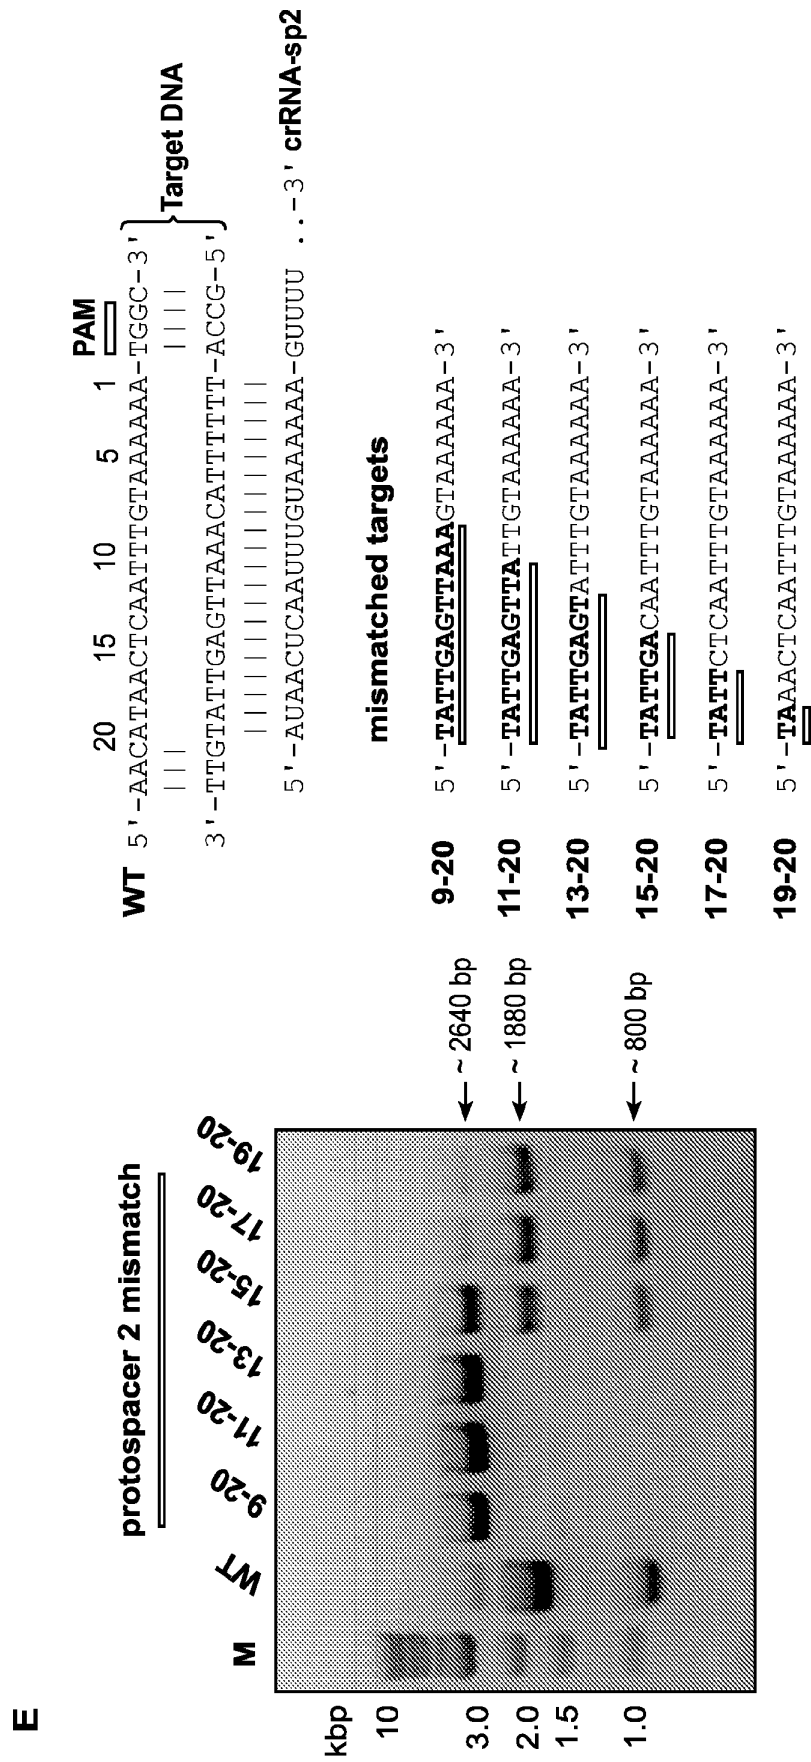 E
protospacer 2 mismatch
M
WT
9-20
11-20
13-20
15-20
17-20
19-20
kbp
10
3.0
2.0
1.5
1.0
~ 2640 bp
~ 1880 bp
~ 800 bp
PAM
20 15 10 5 1
WT 5'-AACATAACTCAATTTGTAAAAAA-TGGC-3'
3'-TTGTATTGAGTTAAACATTTTTT-ACCG-5'
Target DNA
5'-AUAACUCAAUUUGUAAAAAA-GUUUU ..-3' crRNA-sp2
mismatched targets
9-20 5'-TATTGAGTTAAAGTAAAAAA-3'
11-20 5'-TATTGAGTTATTGTAAAAAA-3'
13-20 5'-TATTGAGTATTTGTAAAAAA-3'
15-20 5'-TATTGACAATTTGTAAAAAA-3'
17-20 5'-TATTCTCAATTTGTAAAAAA-3'
19-20 5'-TAAACTCAATTTGTAAAAAA-3'